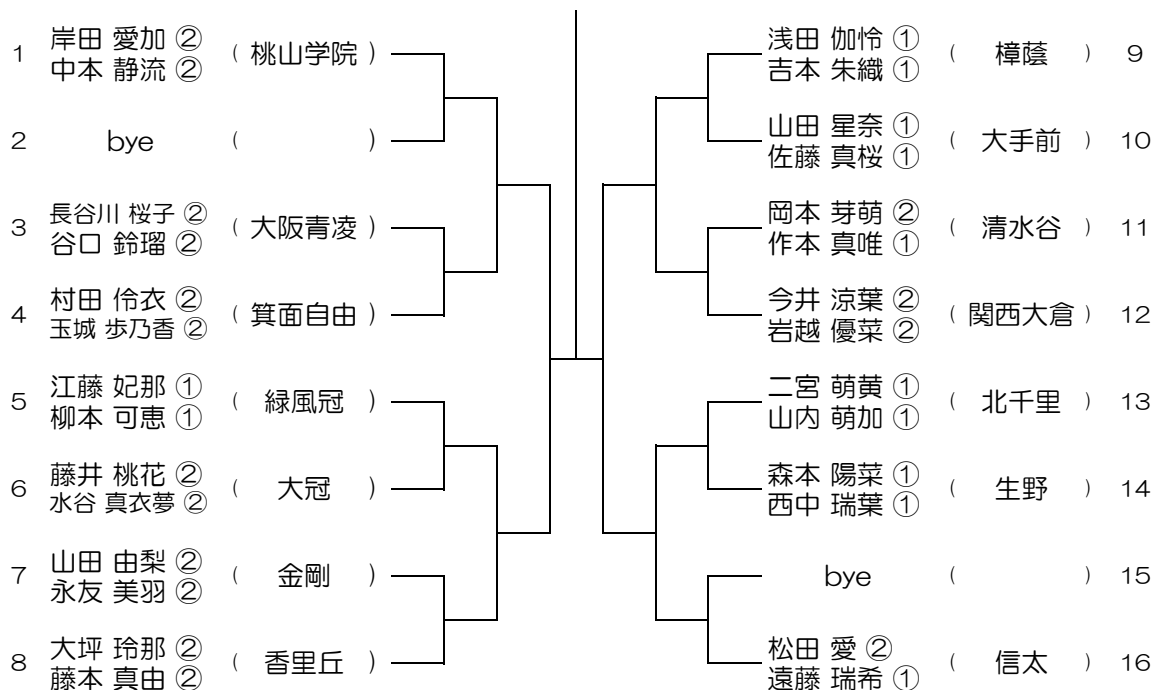 1 岸田 愛加 ② ( 桃山学院 )
中本 静流 ②
2 bye ( )
3 長谷川 桜子 ② ( 大阪青凌 )
谷口 鈴瑠 ②
4 村田 伶衣 ② ( 箕面自由 )
玉城 歩乃香 ②
5 江藤 妃那 ① ( 緑風冠 )
柳本 可恵 ①
6 藤井 桃花 ② ( 大冠 )
水谷 真衣夢 ②
7 山田 由梨 ② ( 金剛 )
永友 美羽 ②
8 大坪 玲那 ② ( 香里丘 )
藤本 真由 ②
浅田 伽怜 ① ( 樟蔭 ) 9
吉本 朱織 ①
山田 星奈 ① ( 大手前 ) 10
佐藤 真桜 ①
岡本 芽萌 ② ( 清水谷 ) 11
作本 真唯 ①
今井 涼葉 ② ( 関西大倉 ) 12
岩越 優菜 ②
二宮 萌黄 ① ( 北千里 ) 13
山内 萌加 ①
森本 陽菜 ① ( 生野 ) 14
西中 瑞葉 ①
bye ( ) 15
松田 愛 ② ( 信太 ) 16
遠藤 瑞希 ①